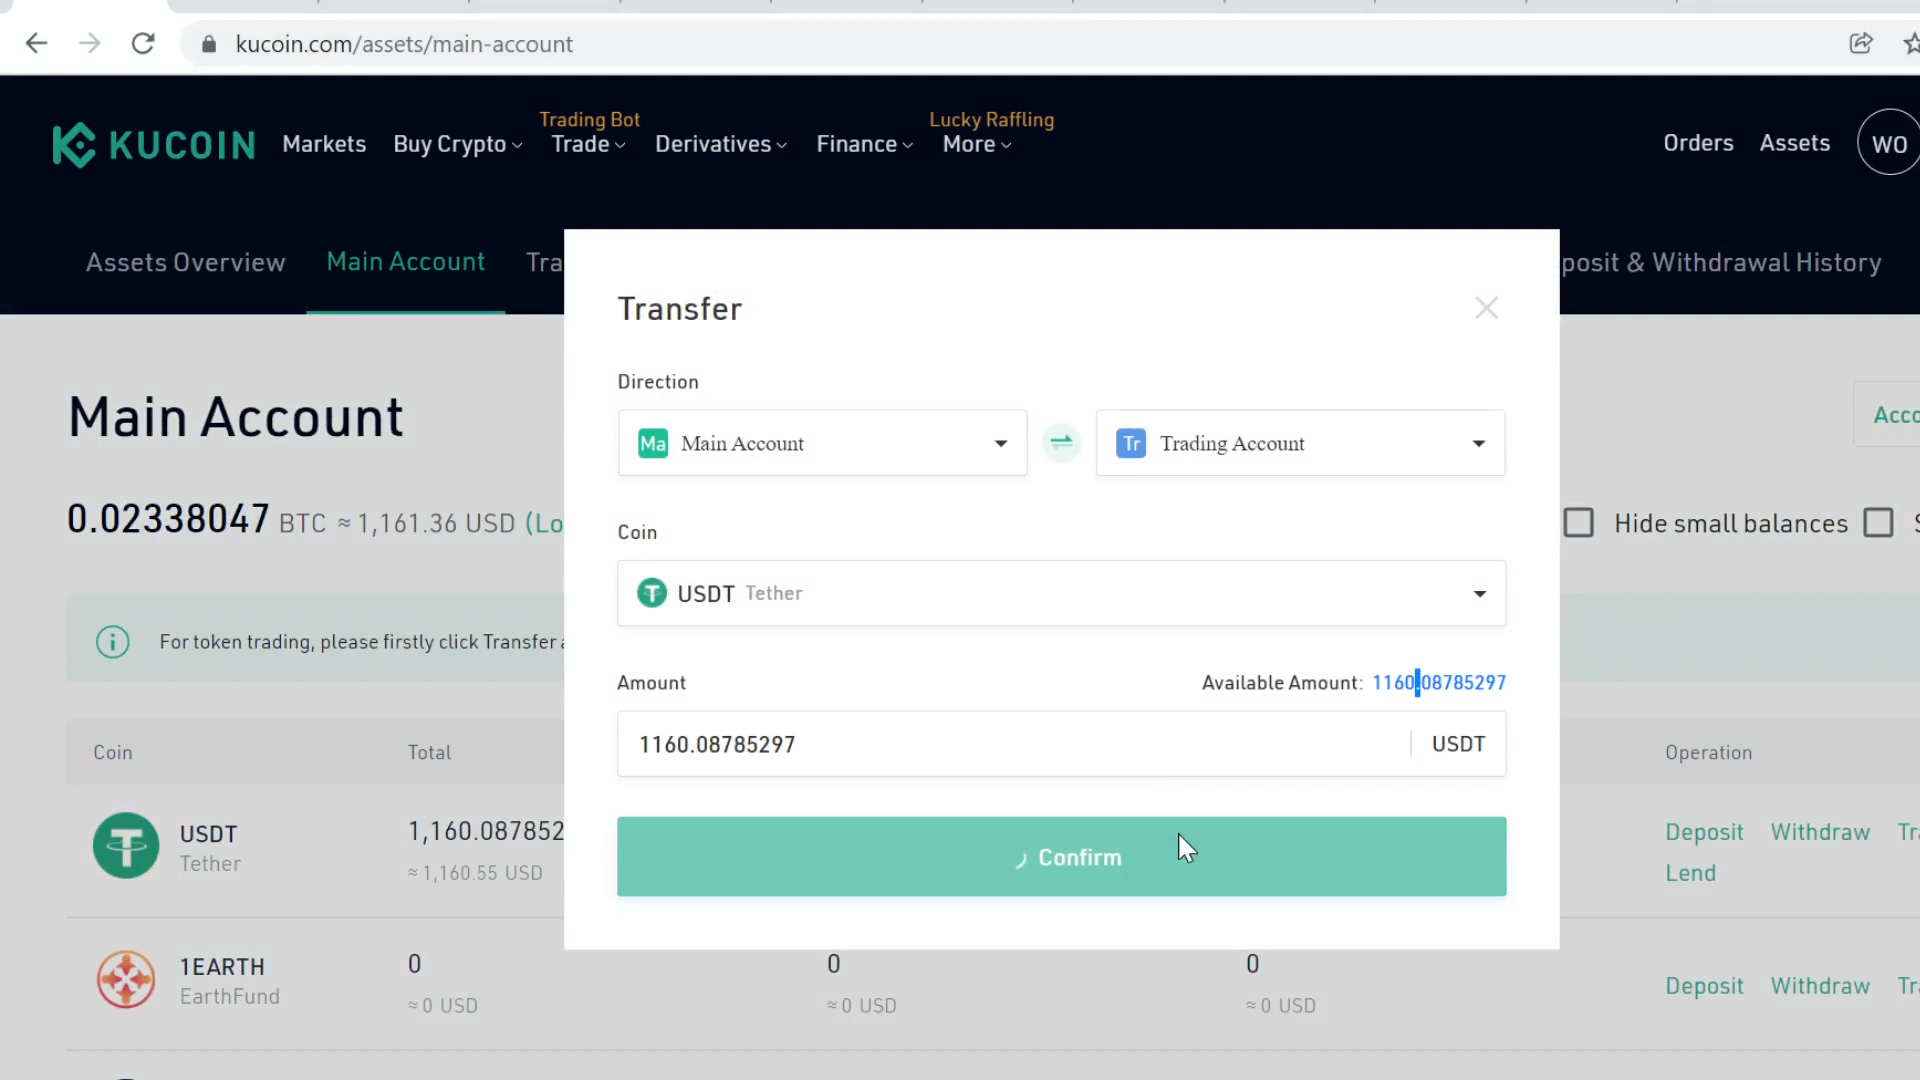 kucoin.com/assets/main-account
KUCOIN
Markets
Buy Crypto
Trading Bot
Trade
Derivatives
Finance
Lucky Raffling
More
Orders
Assets
WO
Assets Overview
Main Account
Tra
posit & Withdrawal History
Transfer
Direction
Ma Main Account
Tr Trading Account
Main Account
Acco
0.02338047 BTC ≈ 1,161.36 USD (Lo
Hide small balances
Coin
USDT Tether
For token trading, please firstly click Transfer
Amount
Available Amount: 1160.08785297
1160.08785297
USDT
Coin
Total
Operation
USDT
Tether
1,160.087852
≈ 1,160.55 USD
Confirm
Deposit
Withdraw
Tr
Lend
1EARTH
EarthFund
0
≈ 0 USD
0
≈ 0 USD
0
≈ 0 USD
Deposit
Withdraw
Tr